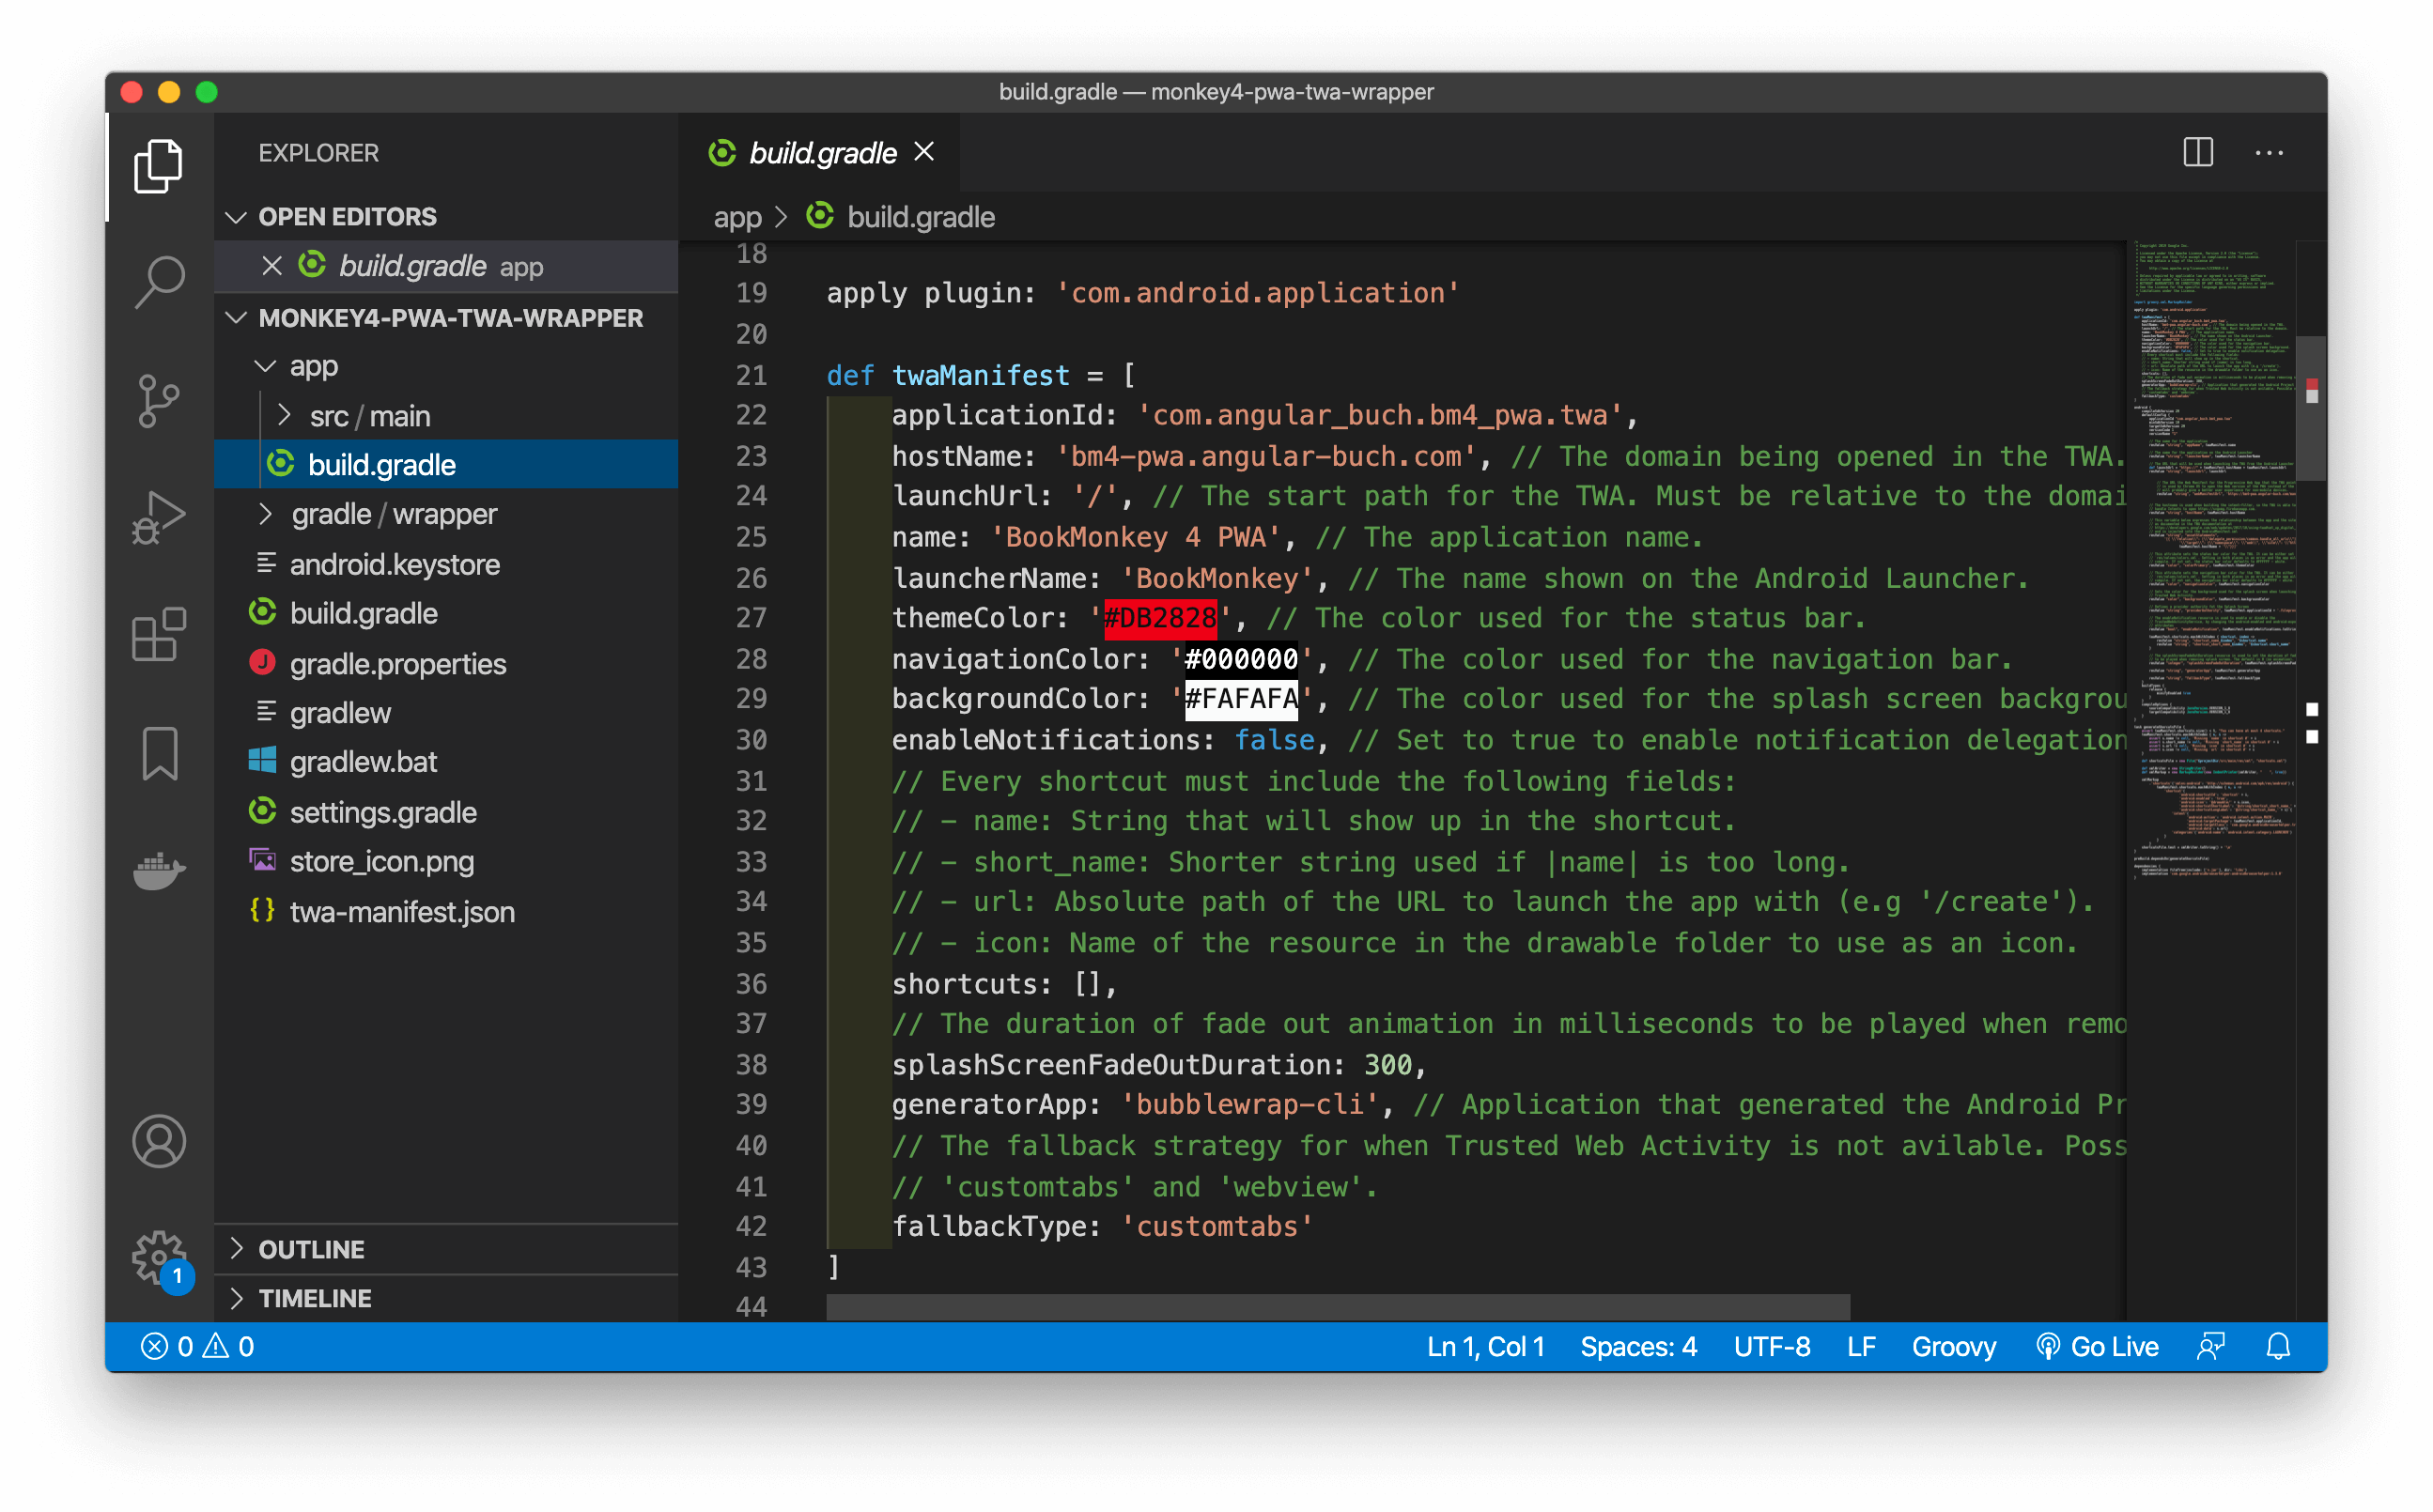 build.gradle — monkey4-pwa-twa-wrapper
EXPLORER
OPEN EDITORS
build.gradle app
MONKEY4-PWA-TWA-WRAPPER
app
src / main
build.gradle
gradle / wrapper
android.keystore
build.gradle
J gradle.properties
gradlew
gradlew.bat
settings.gradle
store_icon.png
{} twa-manifest.json
OUTLINE
TIMELINE
1
build.gradle
app > build.gradle
18
19 apply plugin: 'com.android.application'
20
21 def twaManifest = [
22 applicationId: 'com.angular_buch.bm4_pwa.twa',
23 hostName: 'bm4-pwa.angular-buch.com', // The domain being opened in the TWA.
24 launchUrl: '/', // The start path for the TWA. Must be relative to the domai
25 name: 'BookMonkey 4 PWA', // The application name.
26 launcherName: 'BookMonkey', // The name shown on the Android Launcher.
27 themeColor: '#DB2828', // The color used for the status bar.
28 navigationColor: '#000000', // The color used for the navigation bar.
29 backgroundColor: '#FAFAFA', // The color used for the splash screen backgrou
30 enableNotifications: false, // Set to true to enable notification delegation
31 // Every shortcut must include the following fields:
32 // - name: String that will show up in the shortcut.
33 // - short_name: Shorter string used if |name| is too long.
34 // - url: Absolute path of the URL to launch the app with (e.g '/create').
35 // - icon: Name of the resource in the drawable folder to use as an icon.
36 shortcuts: [],
37 // The duration of fade out animation in milliseconds to be played when remo
38 splashScreenFadeOutDuration: 300,
39 generatorApp: 'bubblewrap-cli', // Application that generated the Android Pr
40 // The fallback strategy for when Trusted Web Activity is not avilable. Poss
41 // 'customtabs' and 'webview'.
42 fallbackType: 'customtabs'
43 ]
44
0 0
Ln 1, Col 1 Spaces: 4 UTF-8 LF Groovy Go Live